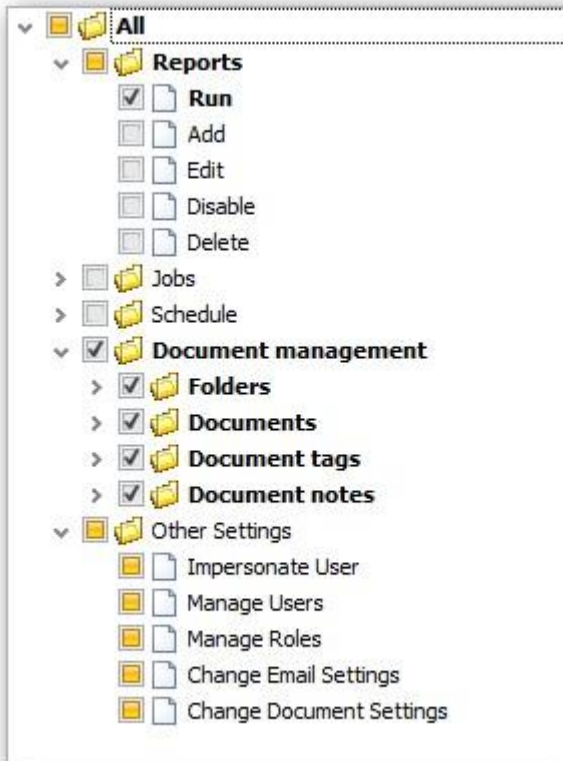 All
Reports
Run
Add
Edit
Disable
Delete
Jobs
Schedule
Document management
Folders
Documents
Document tags
Document notes
Other Settings
Impersonate User
Manage Users
Manage Roles
Change Email Settings
Change Document Settings